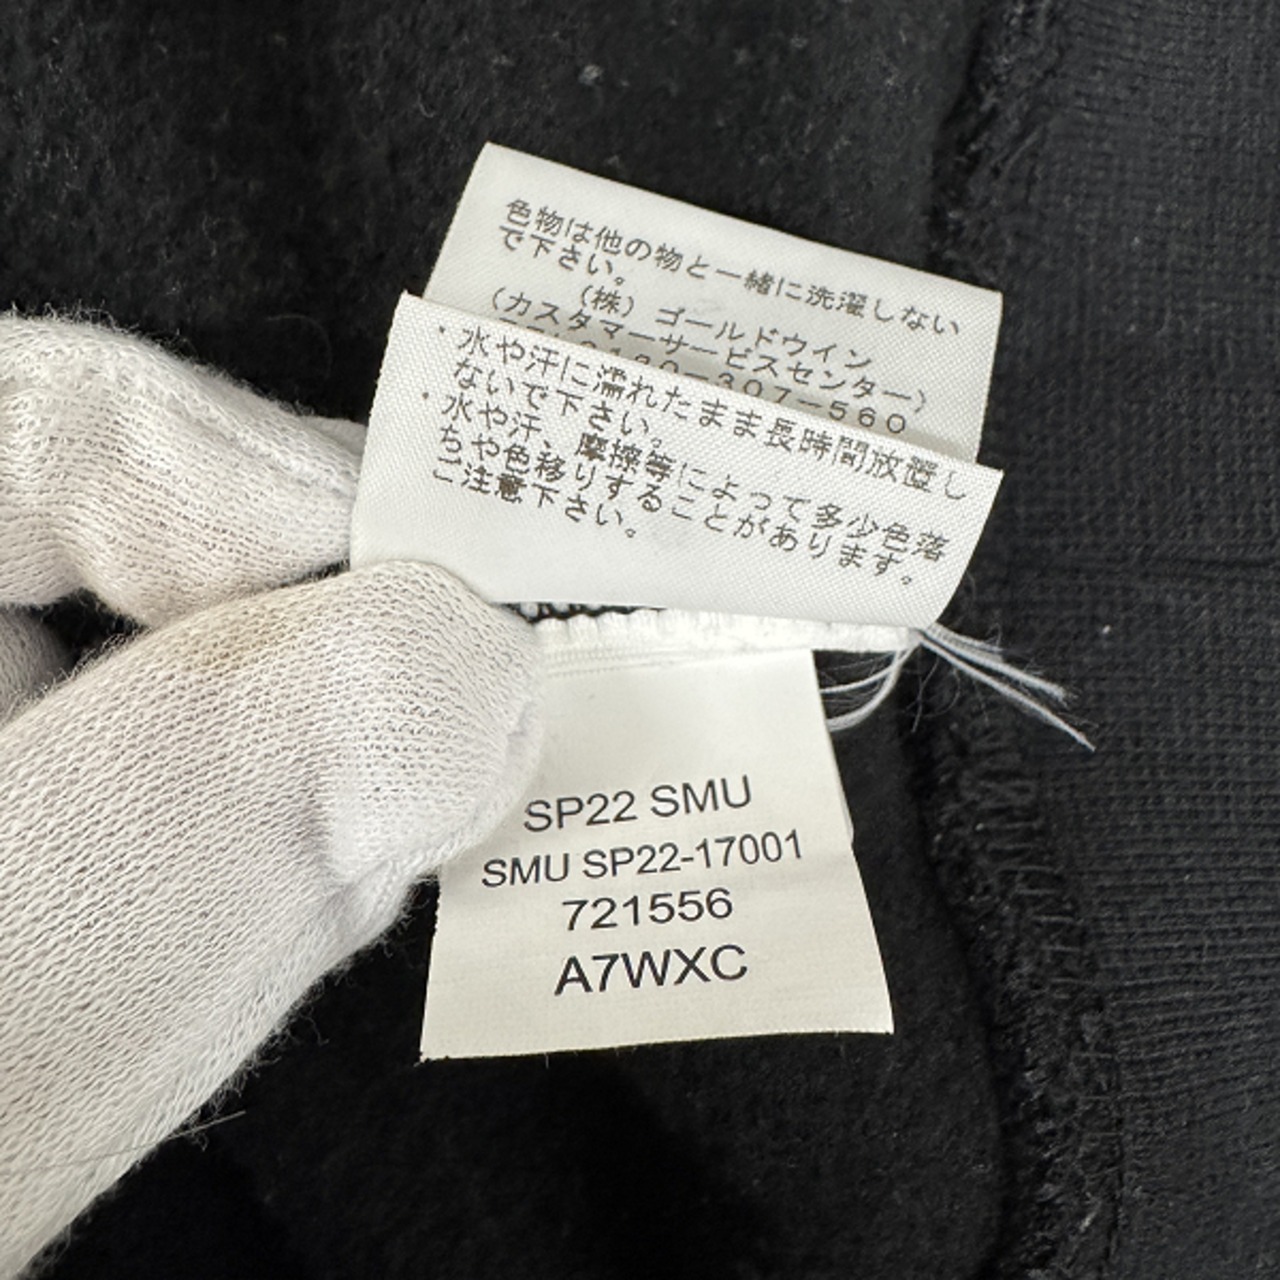 色物は他の物と一緒に洗濯しない
で下さい。
(株) ゴールドウイン
(カスタマーサービスセンター)
0120-307-560
・水や汗に濡れたまま長時間放置し
ないで下さい。
・水や汗、摩擦等によって多少色落
ちや色移りすることがあります。
ご注意下さい。
SP22 SMU
SMU SP22-17001
721556
A7WXC